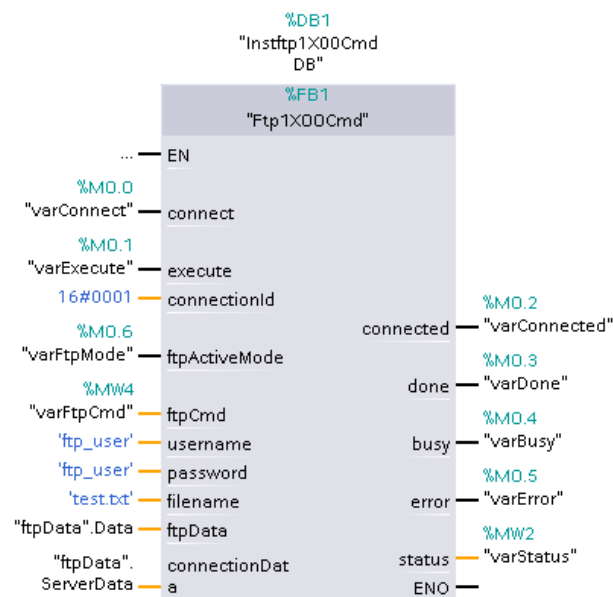 %DB1
"Instftp1X00Cmd
DB"
%FB1
"Ftp1X00Cmd"
... EN
%M0.0
"varConnect" connect
%M0.1
"varExecute" execute
16#0001 connectionId
%M0.2
connected "varConnected"
%M0.6
"varFtpMode" ftpActiveMode
%M0.3
done "varDone"
%MW4
"varFtpCmd" ftpCmd
%M0.4
'ftp_user' username busy "varBusy"
'ftp_user' password
%M0.5
'test.txt' filename error "varError"
"ftpData".Data ftpData
%MW2
"ftpData". connectionDat status "varStatus"
ServerData a ENO